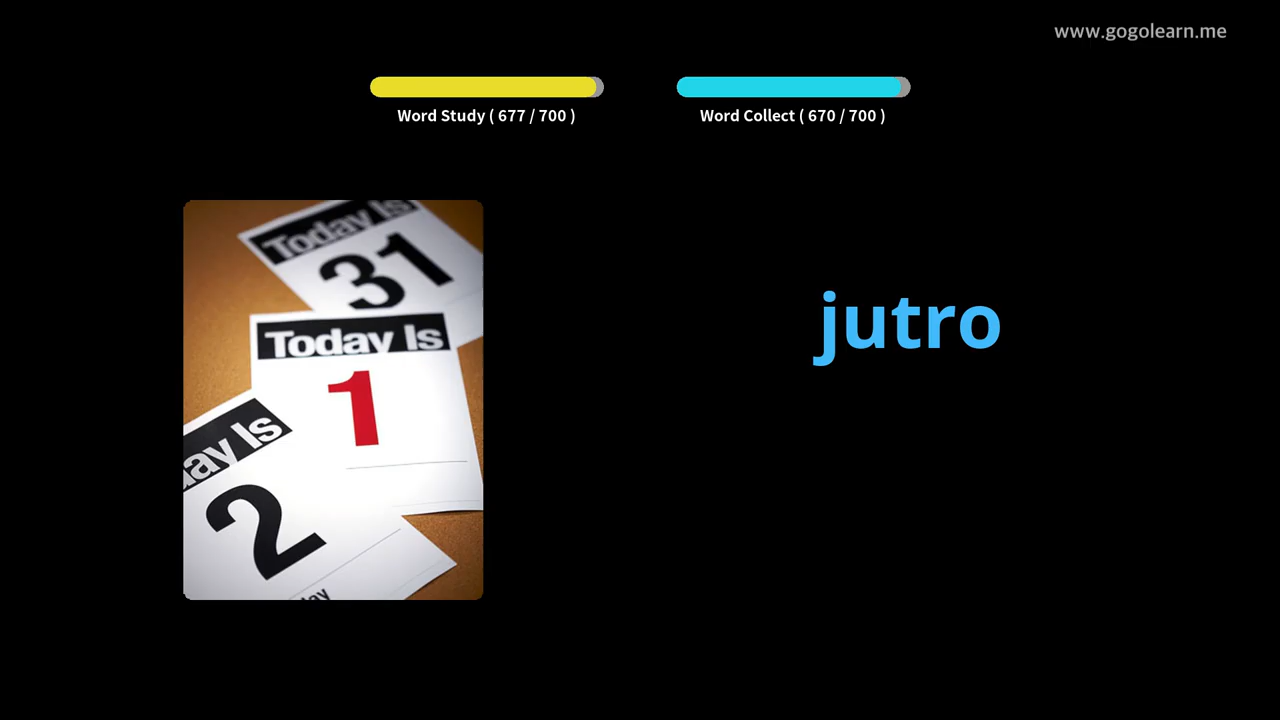 www.gogolearn.me
Word Study ( 677 / 700 )
Word Collect ( 670 / 700 )
Today Is
31
Today Is
1
ay Is
2
jutro